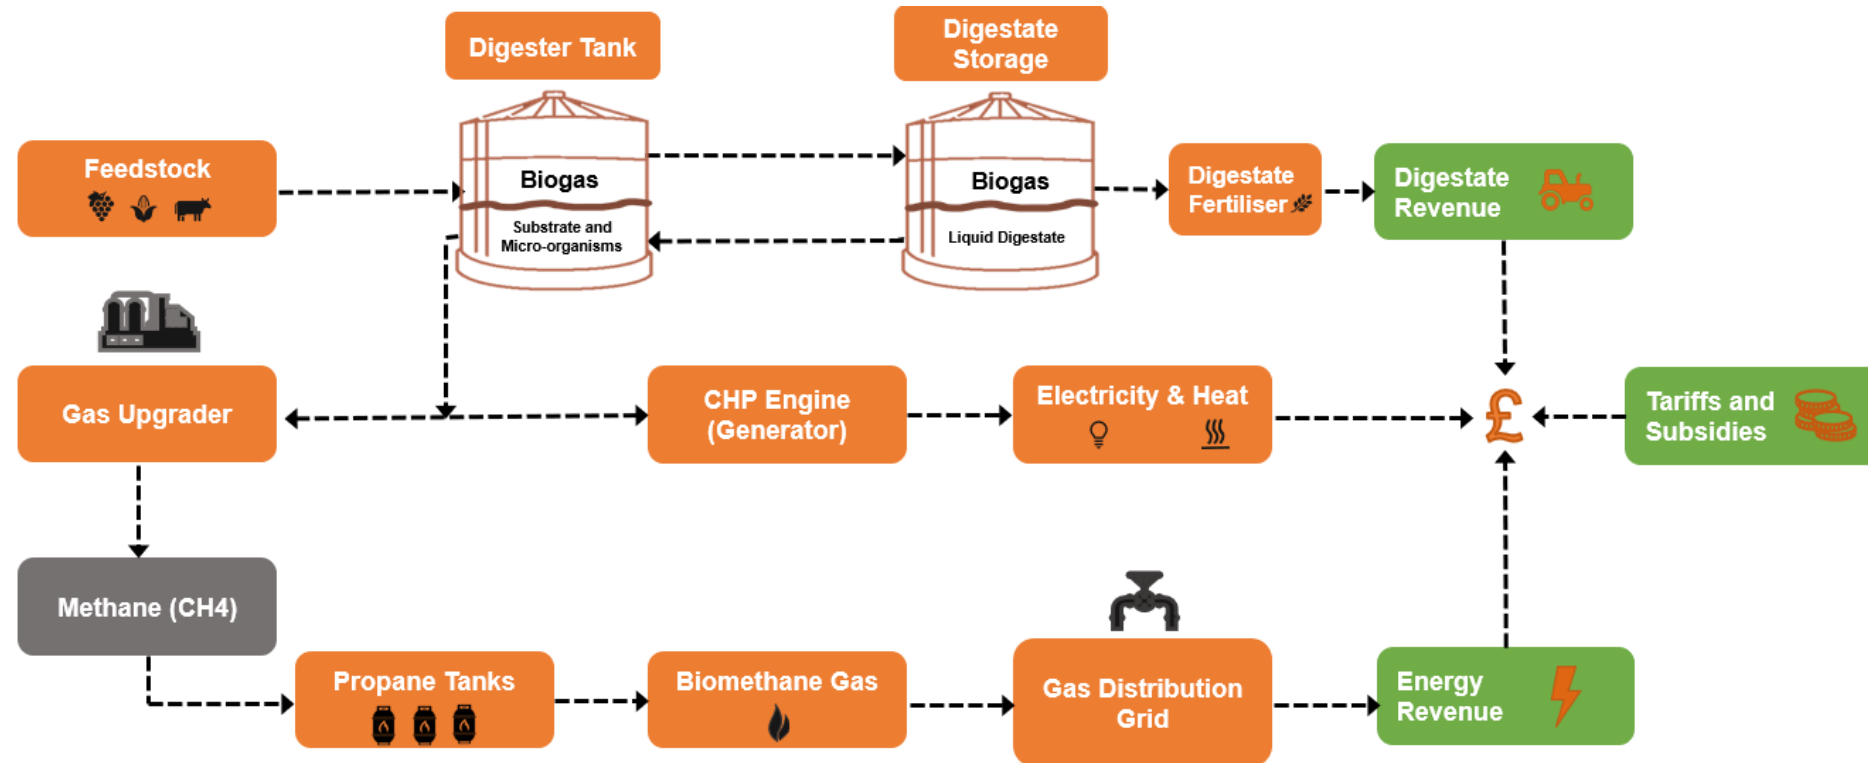 Digester Tank
Digestate
Storage
Feedstock
Biogas
Substrate and
Micro-organisms
Biogas
Liquid Digestate
Digestate
Fertiliser
Digestate
Revenue
Gas Upgrader
CHP Engine
(Generator)
Electricity & Heat
£
Tariffs and
Subsidies
Methane (CH4)
Propane Tanks
Biomethane Gas
Gas Distribution
Grid
Energy
Revenue